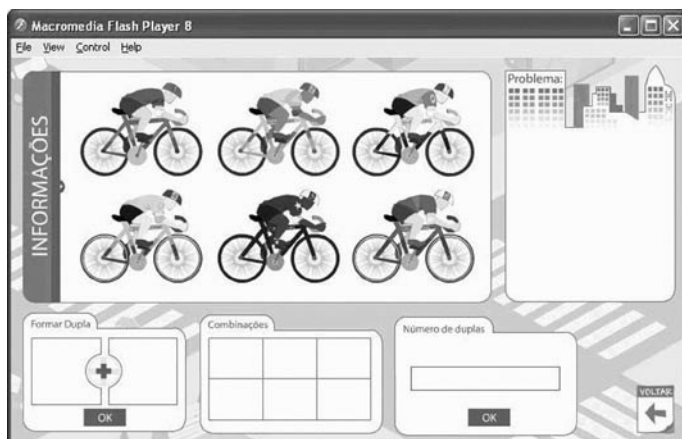 Macromedia Flash Player 8
File View Control Help
INFORMAÇÕES
Problema:
Formar Dupla
OK
Combinações
Número de duplas
OK
VOLTAR